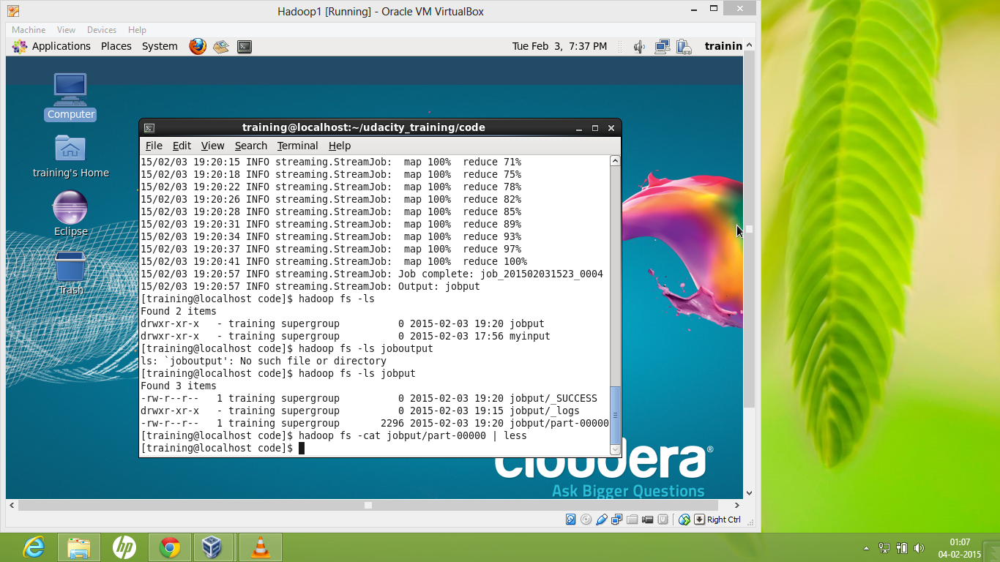 Hadoop1 [Running] - Oracle VM VirtualBox
Machine View Devices Help
Applications Places System Tue Feb 3, 7:37 PM trainin
Computer
training's Home
Eclipse
Trash
training@localhost:~/udacity_training/code
File Edit View Search Terminal Help
15/02/03 19:20:15 INFO streaming.StreamJob:  map 100%  reduce 71%
15/02/03 19:20:18 INFO streaming.StreamJob:  map 100%  reduce 75%
15/02/03 19:20:22 INFO streaming.StreamJob:  map 100%  reduce 78%
15/02/03 19:20:26 INFO streaming.StreamJob:  map 100%  reduce 82%
15/02/03 19:20:28 INFO streaming.StreamJob:  map 100%  reduce 85%
15/02/03 19:20:31 INFO streaming.StreamJob:  map 100%  reduce 89%
15/02/03 19:20:34 INFO streaming.StreamJob:  map 100%  reduce 93%
15/02/03 19:20:37 INFO streaming.StreamJob:  map 100%  reduce 97%
15/02/03 19:20:41 INFO streaming.StreamJob:  map 100%  reduce 100%
15/02/03 19:20:57 INFO streaming.StreamJob: Job complete: job_201502031523_0004
15/02/03 19:20:57 INFO streaming.StreamJob: Output: jobput
[training@localhost code]$ hadoop fs -ls
Found 2 items
drwxr-xr-x   - training supergroup          0 2015-02-03 19:20 jobput
drwxr-xr-x   - training supergroup          0 2015-02-03 17:56 myinput
[training@localhost code]$ hadoop fs -ls joboutput
ls: `joboutput': No such file or directory
[training@localhost code]$ hadoop fs -ls jobput
Found 3 items
-rw-r--r--   1 training supergroup          0 2015-02-03 19:20 jobput/_SUCCESS
drwxr-xr-x   - training supergroup          0 2015-02-03 19:15 jobput/_logs
-rw-r--r--   1 training supergroup       2296 2015-02-03 19:20 jobput/part-00000
[training@localhost code]$ hadoop fs -cat jobput/part-00000 | less
[training@localhost code]$
cloudera®
Ask Bigger Questions
Right Ctrl
hp
01:07
04-02-2015